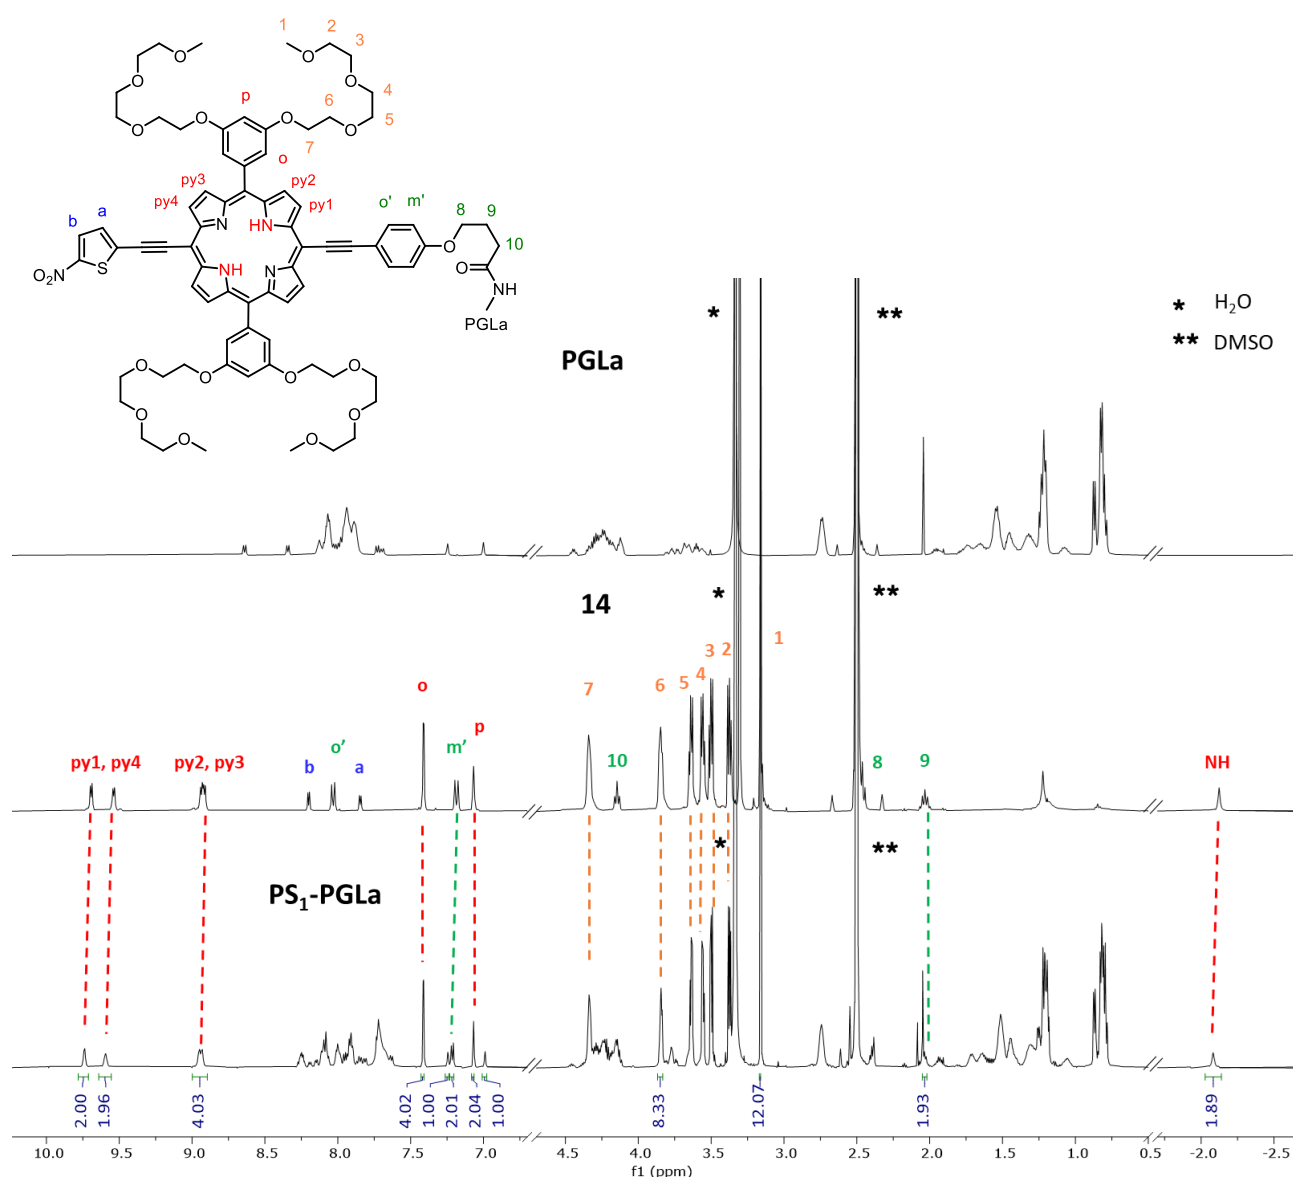 1
2
3
4
5
6
7
O
O
O
O
O
O
O
O
p
o
py3
py2
py4
py1
b
a
N
HN
NH
N
o'
m'
8
9
10
O
O
NH
PGLa
O₂N
S
O
O
O
O
O
O
O
O
* H₂O
** DMSO
PGLa
*
**
14
*
**
1
2
3
4
5
6
7
10
8
9
NH
o
p
m'
o'
b
a
py1, py4
py2, py3
PS₁-PGLa
*
**
2.00
1.96
4.03
4.02
1.00
2.01
2.04
1.00
8.33
12.07
1.93
1.89
10.0 9.5 9.0 8.5 8.0 7.5 7.0 4.5 4.0 3.5 3.0 2.5 2.0 1.5 1.0 0.5 -2.0 -2.5
f1 (ppm)